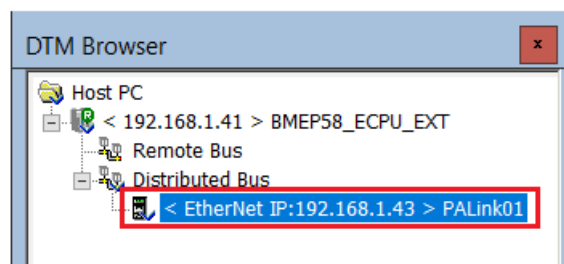 DTM Browser
x
Host PC
< 192.168.1.41 > BMEP58_ECPU_EXT
Remote Bus
Distributed Bus
< EtherNet IP:192.168.1.43 > PALink01